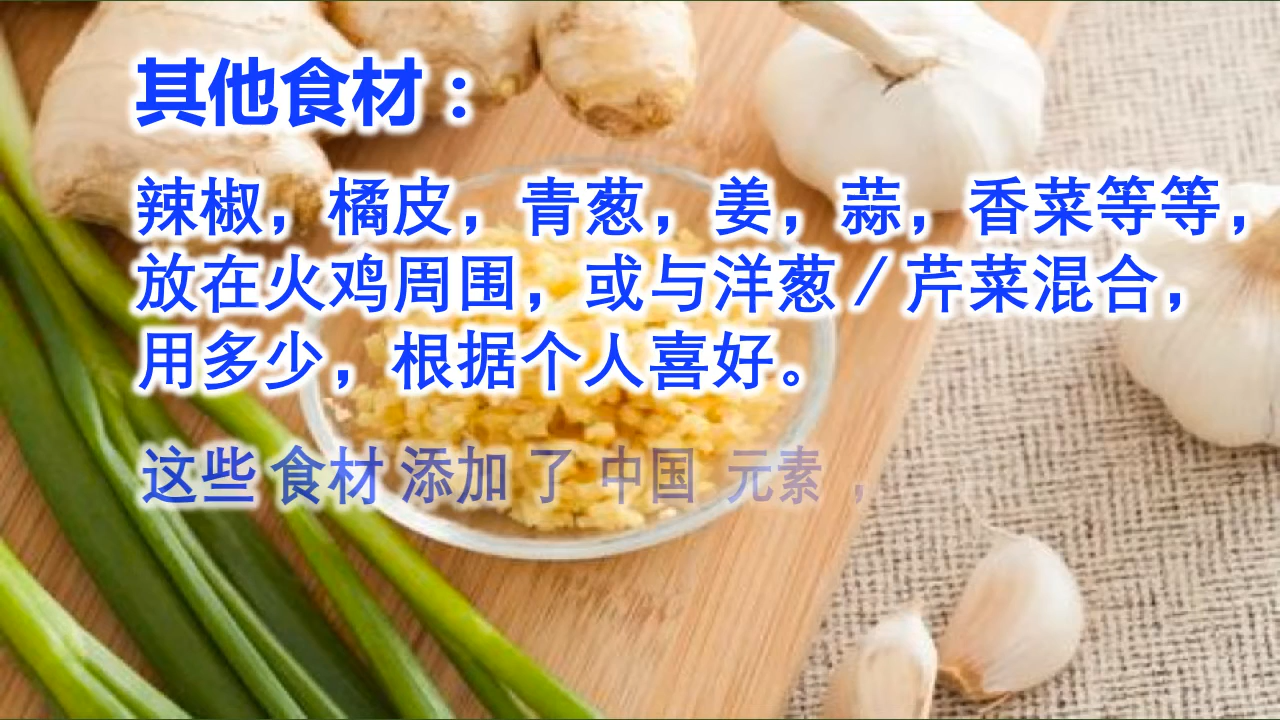 其他食材：
辣椒，橘皮，青葱，姜，蒜，香菜等等，
放在火鸡周围，或与洋葱／芹菜混合，
用多少，根据个人喜好。
这些食材添加了中国元素，